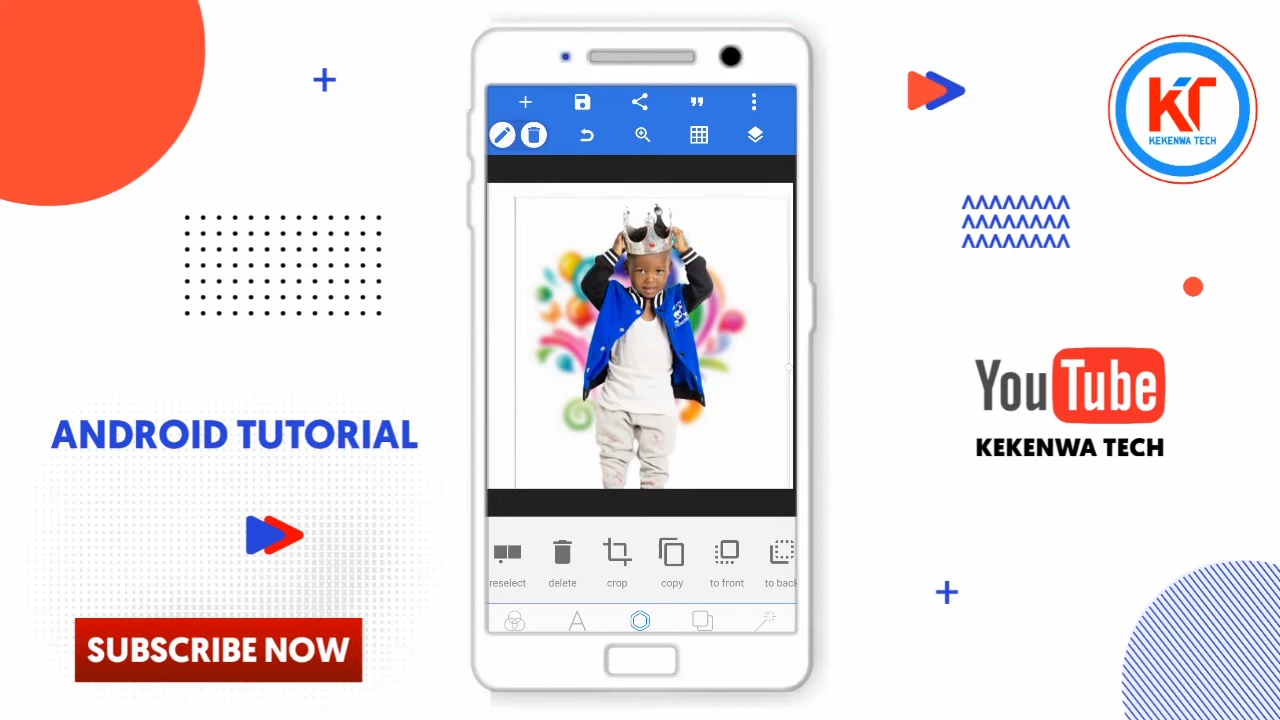 KT
KEKENWA TECH
ANDROID TUTORIAL
SUBSCRIBE NOW
YouTube
KEKENWA TECH
reselect
delete
crop
copy
to front
to back